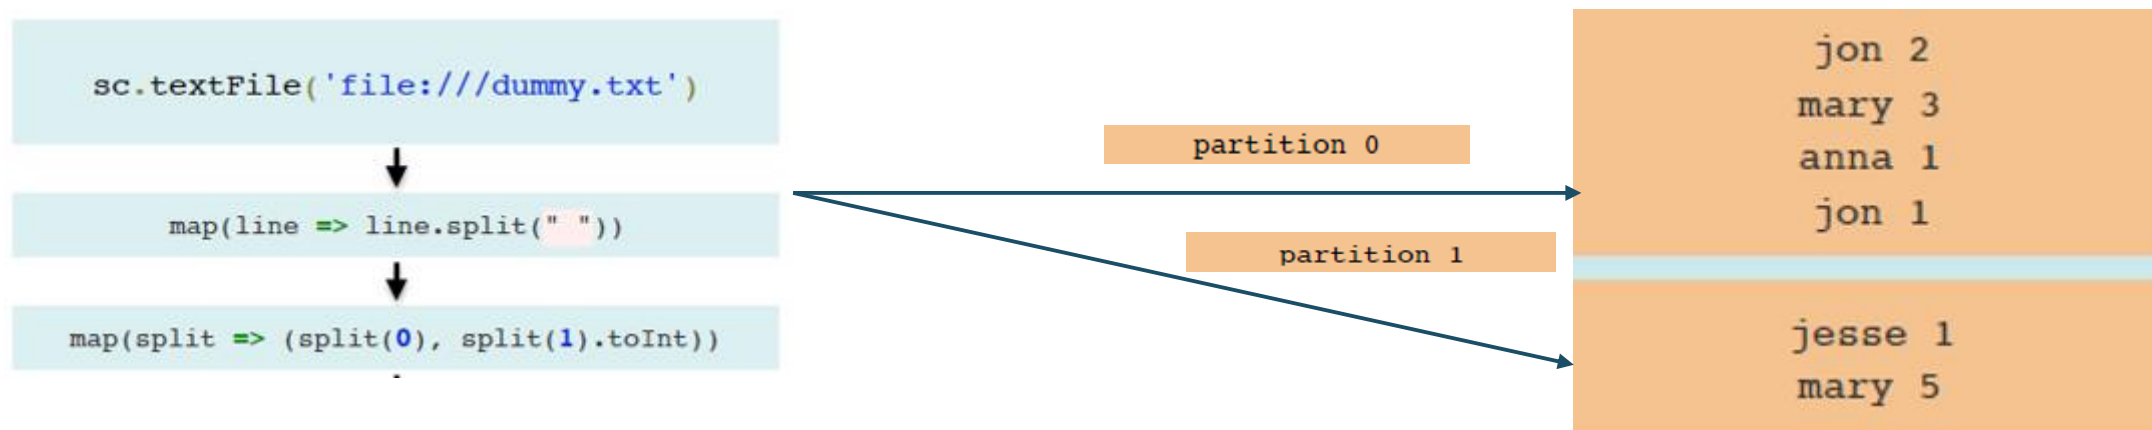 sc.textFile('file:///dummy.txt')
map(line => line.split(" "))
map(split => (split(0), split(1).toInt))
partition 0
partition 1
jon 2
mary 3
anna 1
jon 1
jesse 1
mary 5